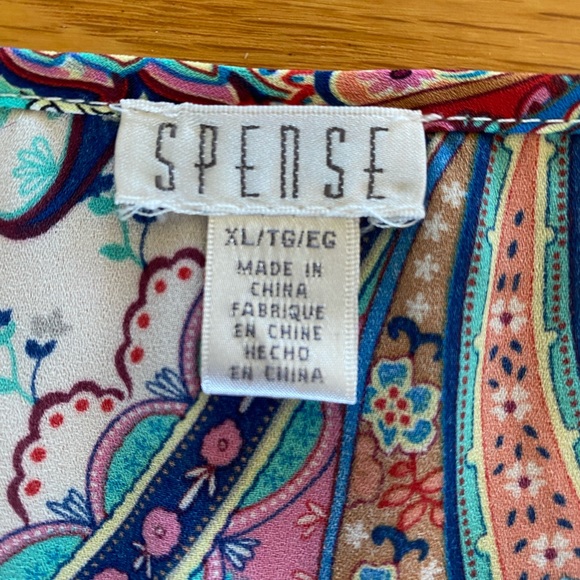 SPENSE
XL/TG/EG
MADE IN
CHINA
FABRIQUE
EN CHINE
HECHO
EN CHINA